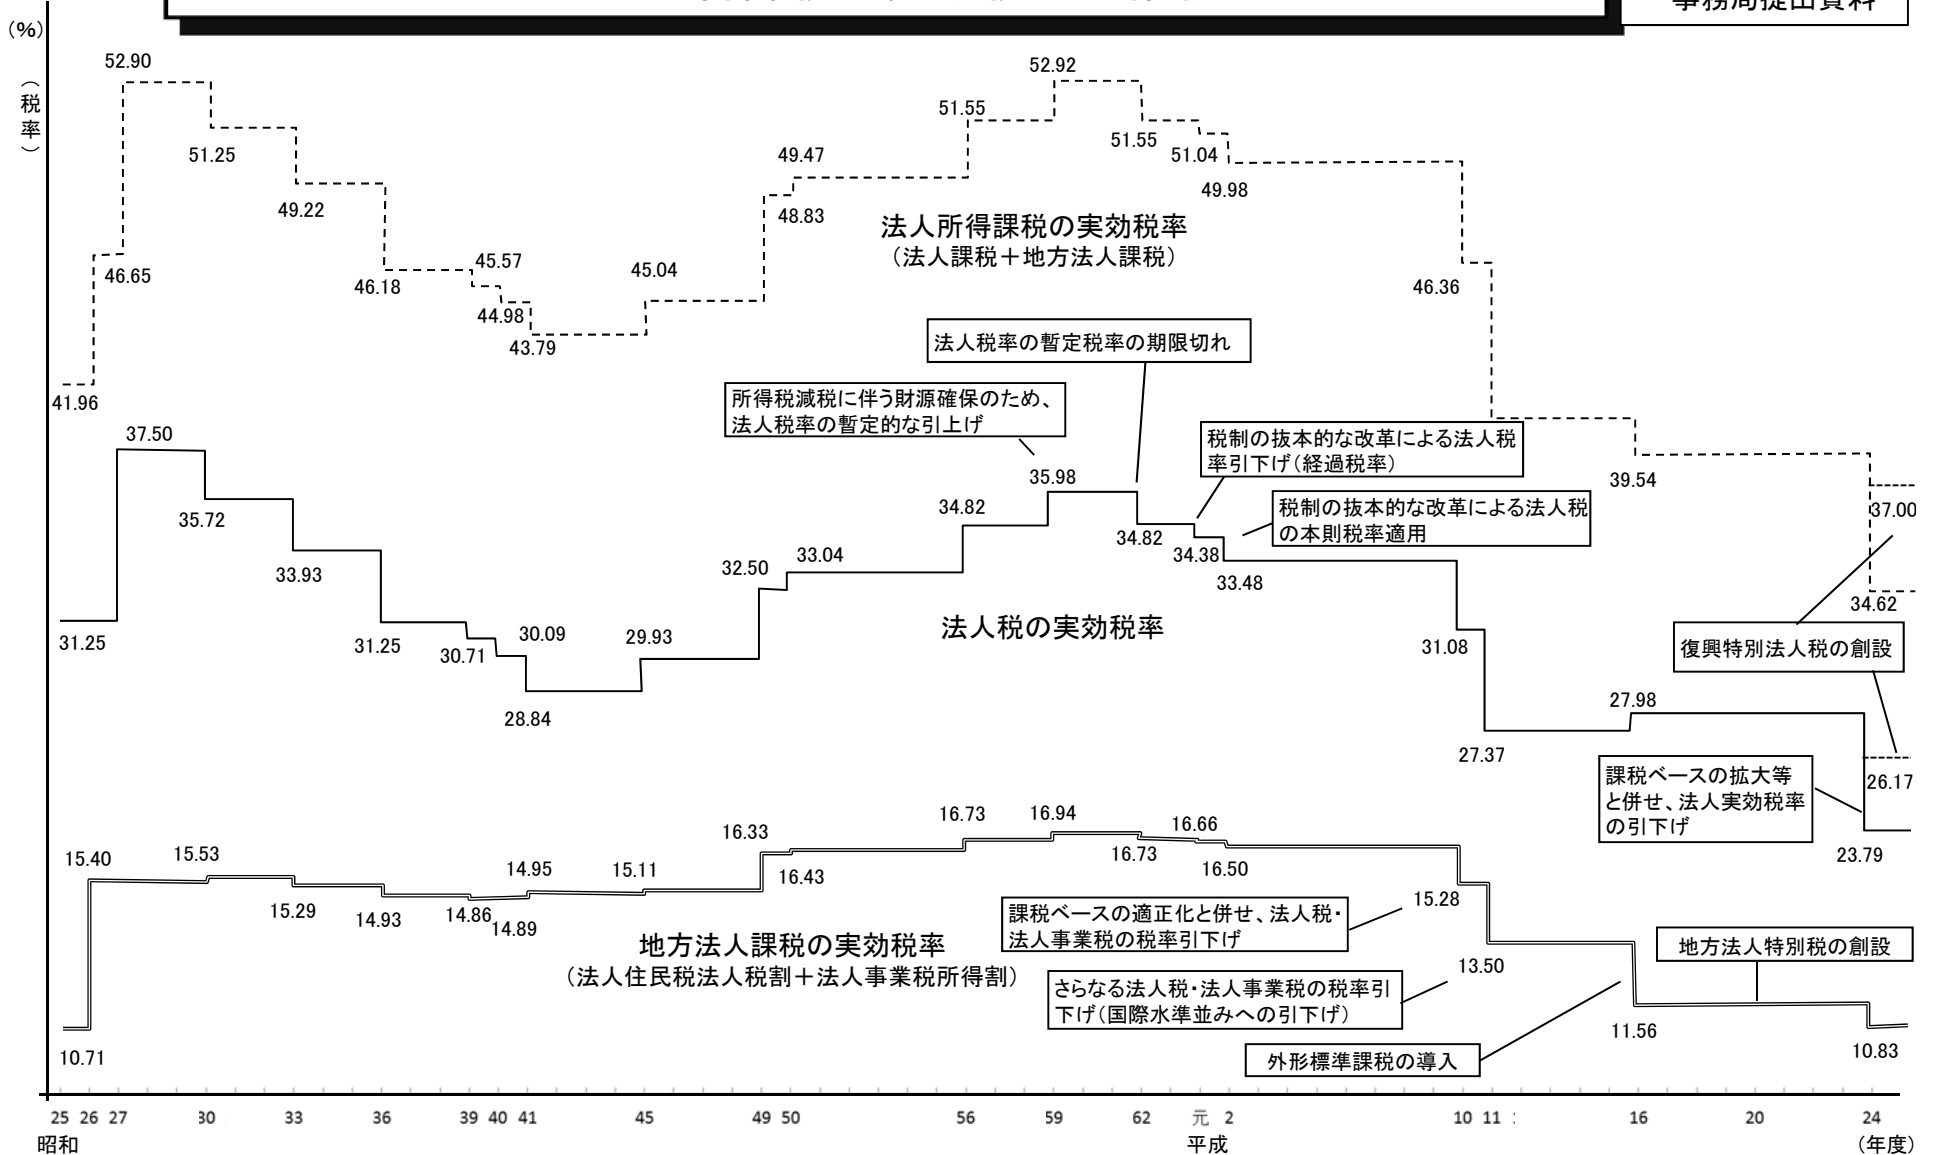 事務局提出資料
(%)
（税率）
52.90
51.25
49.22
46.65
46.18
45.57
44.98
43.79
45.04
49.47
48.83
51.55
52.92
51.55
51.04
49.98
46.36
41.96
39.54
37.00
34.62
法人所得課税の実効税率
（法人課税＋地方法人課税）
法人税率の暫定税率の期限切れ
所得税減税に伴う財源確保のため、
法人税率の暫定的な引上げ
税制の抜本的な改革による法人税
率引下げ（経過税率）
税制の抜本的な改革による法人税
の本則税率適用
37.50
35.72
33.93
31.25
31.25
30.71
30.09
28.84
29.93
32.50
33.04
34.82
35.98
34.82
34.38
33.48
31.08
27.37
27.98
26.17
23.79
法人税の実効税率
復興特別法人税の創設
課税ベースの拡大等
と併せ、法人実効税率
の引下げ
15.40
15.53
15.29
14.93
14.86
14.89
14.95
15.11
16.33
16.43
16.73
16.94
16.73
16.66
16.50
15.28
13.50
11.56
10.83
10.71
地方法人課税の実効税率
（法人住民税法人税割＋法人事業税所得割）
課税ベースの適正化と併せ、法人税・
法人事業税の税率引下げ
さらなる法人税・法人事業税の税率引
下げ（国際水準並みへの引下げ）
外形標準課税の導入
地方法人特別税の創設
25 26 27 30 33 36 39 40 41 45 49 50 56 59 62 元 2 10 11 16 20 24
昭和 平成 （年度）